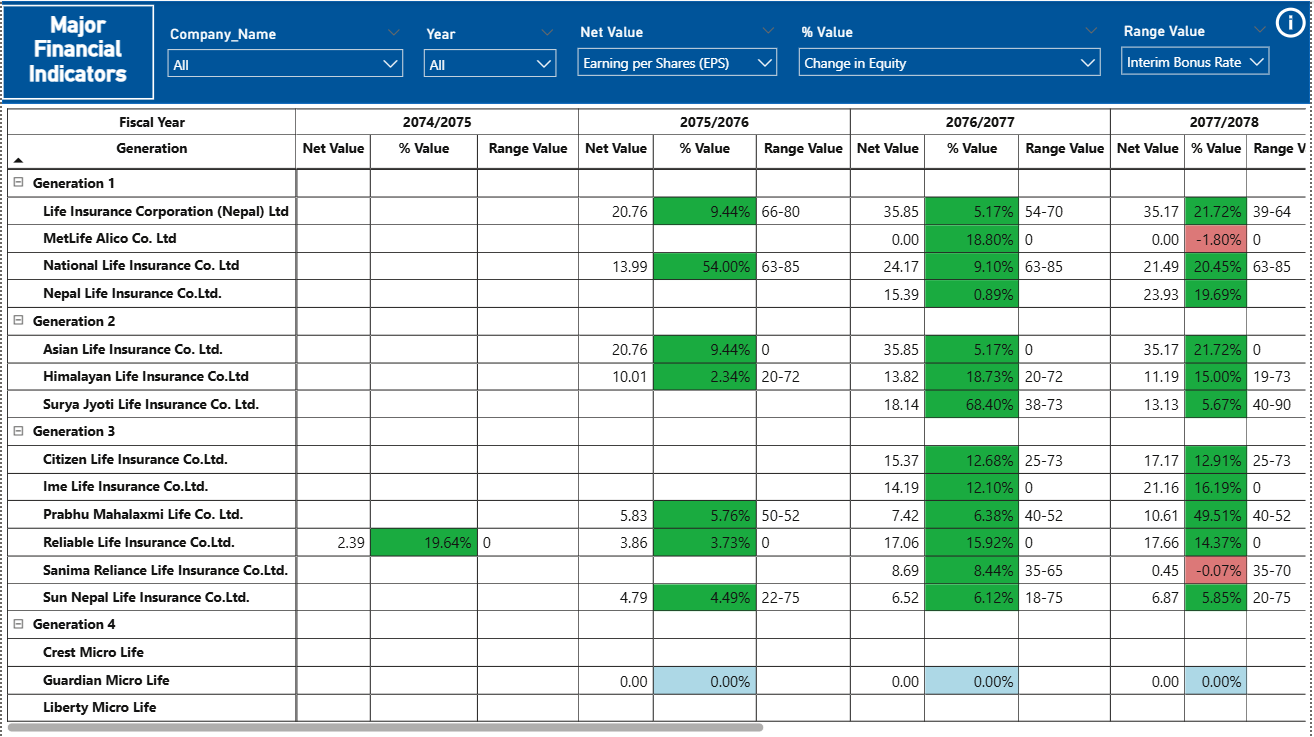 Major Financial Indicators
Company_Name Year Net Value % Value Range Value
All All Earning per Shares (EPS) Change in Equity Interim Bonus Rate
Fiscal Year 2074/2075 2075/2076 2076/2077 2077/2078
Generation Net Value % Value Range Value Net Value % Value Range Value Net Value % Value Range Value Net Value % Value Range V
Generation 1
Life Insurance Corporation (Nepal) Ltd 20.76 9.44% 66-80 35.85 5.17% 54-70 35.17 21.72% 39-64
MetLife Alico Co. Ltd 0.00 18.80% 0 0.00 -1.80% 0
National Life Insurance Co. Ltd 13.99 54.00% 63-85 24.17 9.10% 63-85 21.49 20.45% 63-85
Nepal Life Insurance Co.Ltd. 15.39 0.89% 23.93 19.69%
Generation 2
Asian Life Insurance Co. Ltd. 20.76 9.44% 0 35.85 5.17% 0 35.17 21.72% 0
Himalayan Life Insurance Co.Ltd 10.01 2.34% 20-72 13.82 18.73% 20-72 11.19 15.00% 19-73
Surya Jyoti Life Insurance Co. Ltd. 18.14 68.40% 38-73 13.13 5.67% 40-90
Generation 3
Citizen Life Insurance Co.Ltd. 15.37 12.68% 25-73 17.17 12.91% 25-73
Ime Life Insurance Co.Ltd. 14.19 12.10% 0 21.16 16.19% 0
Prabhu Mahalaxmi Life Co. Ltd. 5.83 5.76% 50-52 7.42 6.38% 40-52 10.61 49.51% 40-52
Reliable Life Insurance Co.Ltd. 2.39 19.64% 0 3.86 3.73% 0 17.06 15.92% 0 17.66 14.37% 0
Sanima Reliance Life Insurance Co.Ltd. 8.69 8.44% 35-65 0.45 -0.07% 35-70
Sun Nepal Life Insurance Co.Ltd. 4.79 4.49% 22-75 6.52 6.12% 18-75 6.87 5.85% 20-75
Generation 4
Crest Micro Life
Guardian Micro Life 0.00 0.00% 0.00 0.00% 0.00 0.00%
Liberty Micro Life